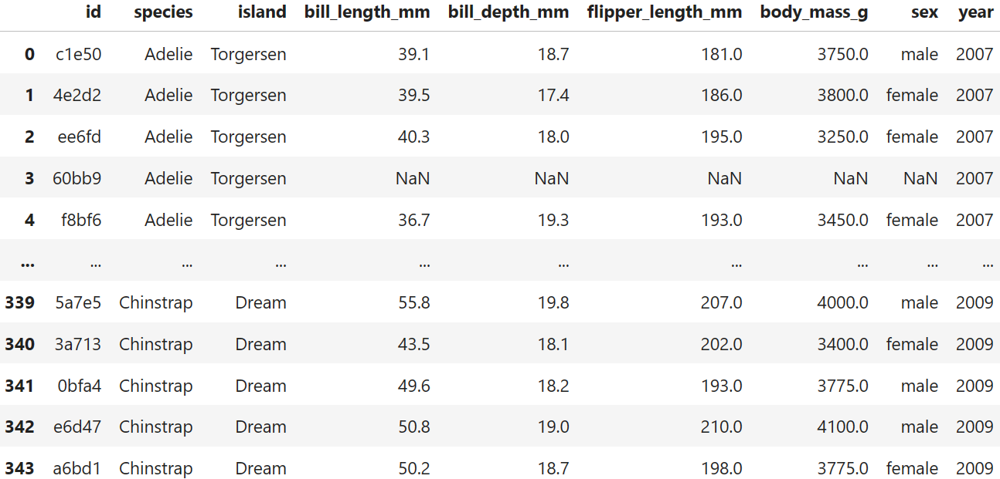 id species island bill_length_mm bill_depth_mm flipper_length_mm body_mass_g sex year
0 c1e50 Adelie Torgersen 39.1 18.7 181.0 3750.0 male 2007
1 4e2d2 Adelie Torgersen 39.5 17.4 186.0 3800.0 female 2007
2 ee6fd Adelie Torgersen 40.3 18.0 195.0 3250.0 female 2007
3 60bb9 Adelie Torgersen NaN NaN NaN NaN NaN 2007
4 f8bf6 Adelie Torgersen 36.7 19.3 193.0 3450.0 female 2007
... ... ... ... ... ... ... ... ... ...
339 5a7e5 Chinstrap Dream 55.8 19.8 207.0 4000.0 male 2009
340 3a713 Chinstrap Dream 43.5 18.1 202.0 3400.0 female 2009
341 0bfa4 Chinstrap Dream 49.6 18.2 193.0 3775.0 male 2009
342 e6d47 Chinstrap Dream 50.8 19.0 210.0 4100.0 male 2009
343 a6bd1 Chinstrap Dream 50.2 18.7 198.0 3775.0 female 2009